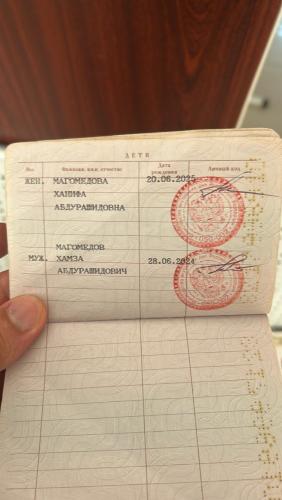 ДЕТИ
Пол Фамилия, имя, отчество Дата рождения Личный код
ЖЕН. МАГОМЕДОВА 20.06.2025
ХАНИФА
АБДУРАШИДОВНА
МАГОМЕДОВ
МУЖ. ХАМЗА 28.06.2024
АБДУРАШИДОВИЧ